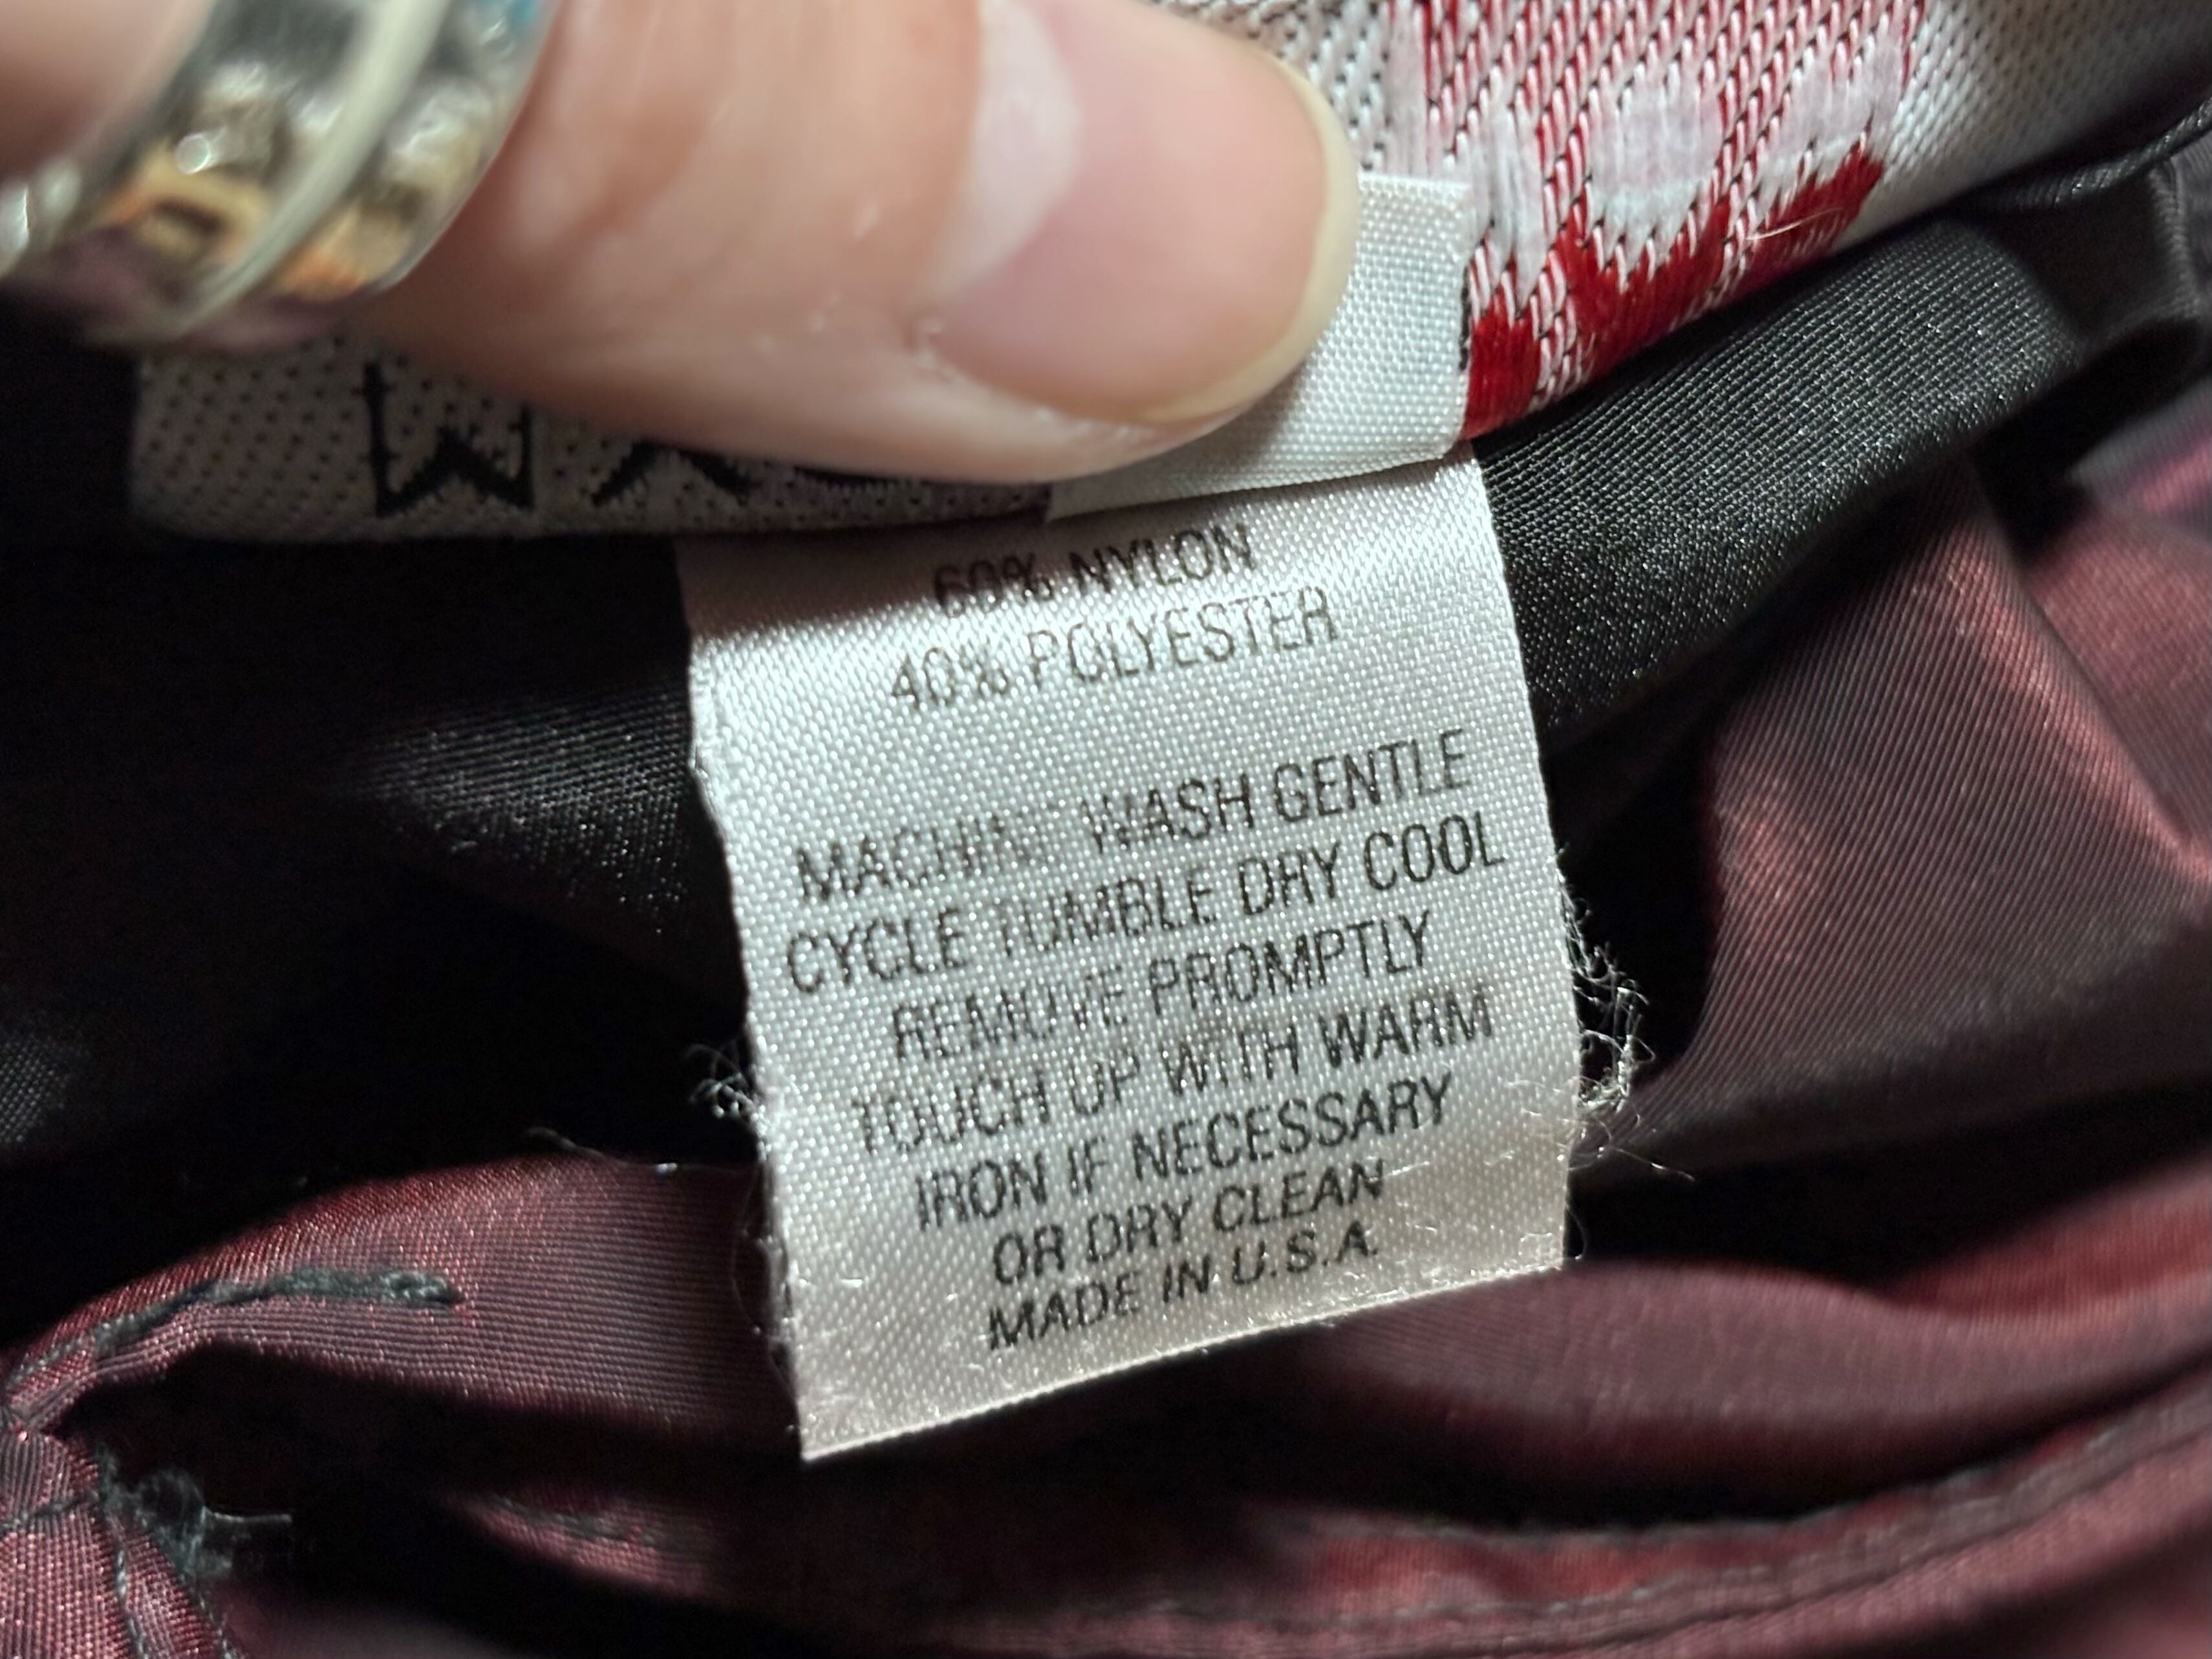 60% NYLON
40% POLYESTER
MACHINE WASH GENTLE
CYCLE TUMBLE DRY COOL
REMOVE PROMPTLY
TOUCH UP WITH WARM
IRON IF NECESSARY
OR DRY CLEAN
MADE IN U.S.A.